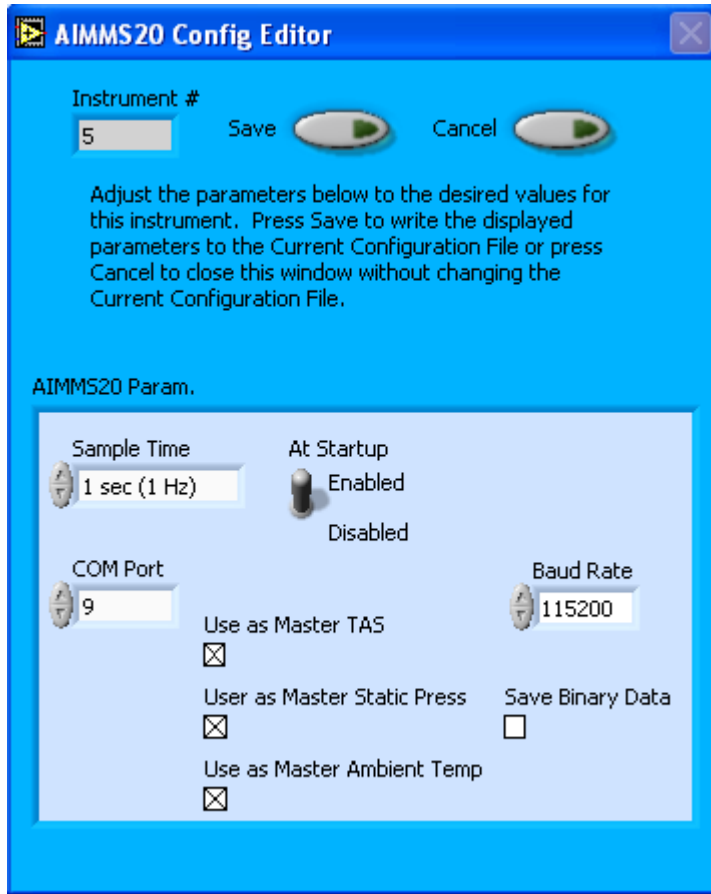 AIMMS20 Config Editor
Instrument #
5
Save
Cancel
Adjust the parameters below to the desired values for
this instrument. Press Save to write the displayed
parameters to the Current Configuration File or press
Cancel to close this window without changing the
Current Configuration File.
AIMMS20 Param.
Sample Time
1 sec (1 Hz)
At Startup
Enabled
Disabled
COM Port
9
Baud Rate
115200
Use as Master TAS
User as Master Static Press
Save Binary Data
Use as Master Ambient Temp